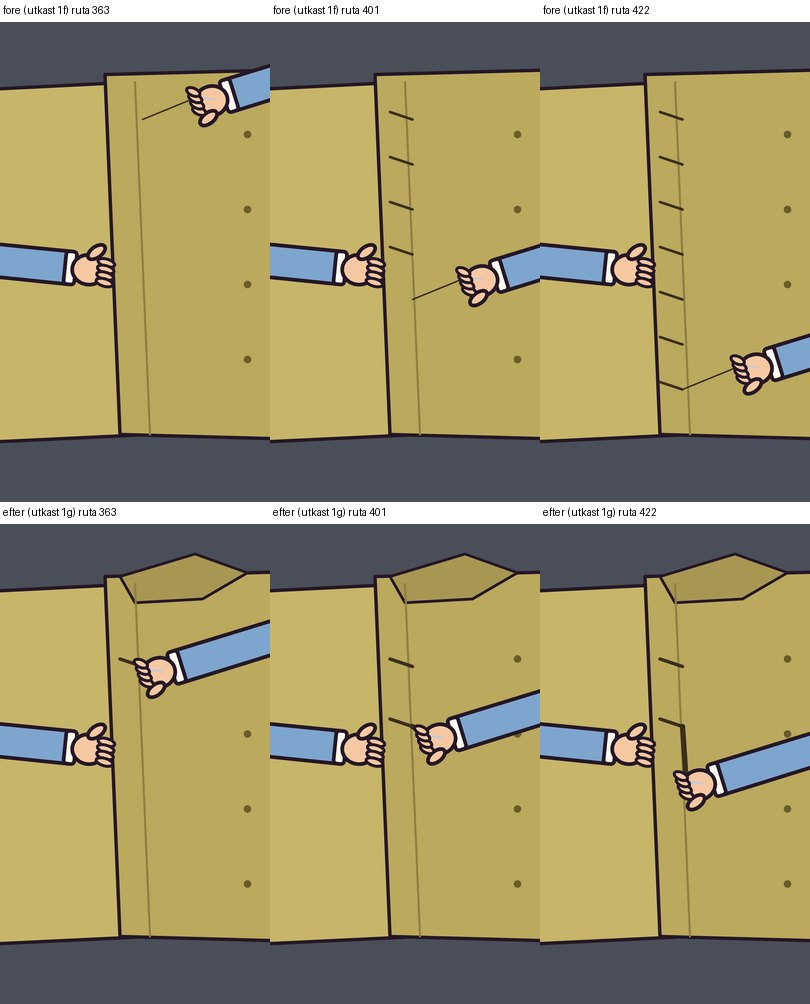 fore (utkast 1f) ruta 363
fore (utkast 1f) ruta 401
fore (utkast 1f) ruta 422
efter (utkast 1g) ruta 363
efter (utkast 1g) ruta 401
efter (utkast 1g) ruta 422